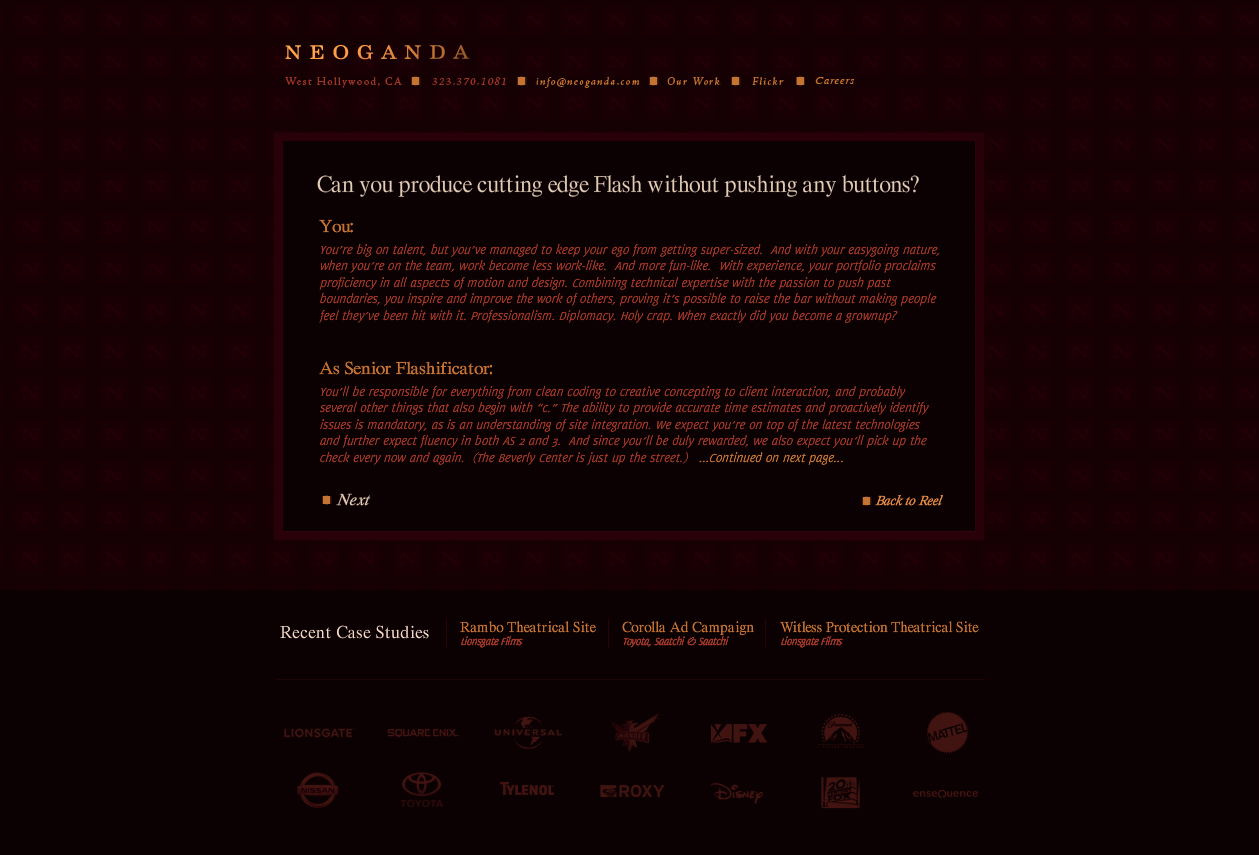 NEOGANDA
West Hollywood, CA 323.370.1081 info@neoganda.com Our Work Flickr Careers
Can you produce cutting edge Flash without pushing any buttons?
You:
You're big on talent, but you've managed to keep your ego from getting super-sized. And with your easygoing nature,
when you're on the team, work become less work-like. And more fun-like. With experience, your portfolio proclaims
proficiency in all aspects of motion and design. Combining technical expertise with the passion to push past
boundaries, you inspire and improve the work of others, proving it's possible to raise the bar without making people
feel they've been hit with it. Professionalism. Diplomacy. Holy crap. When exactly did you become a grownup?
As Senior Flashificator:
You'll be responsible for everything from clean coding to creative concepting to client interaction, and probably
several other things that also begin with "c." The ability to provide accurate time estimates and proactively identify
issues is mandatory, as is an understanding of site integration. We expect you're on top of the latest technologies
and further expect fluency in both AS 2 and 3. And since you'll be duly rewarded, we also expect you'll pick up the
check every now and again. (The Beverly Center is just up the street.) ...Continued on next page...
Next Back to Reel
Recent Case Studies
Rambo Theatrical Site
Lionsgate Films
Corolla Ad Campaign
Toyota, Saatchi & Saatchi
Witless Protection Theatrical Site
Lionsgate Films
LIONSGATE SQUARE ENIX. UNIVERSAL FX MATTEL
NISSAN TOYOTA TYLENOL ROXY Disney 20th FOX enseQuence